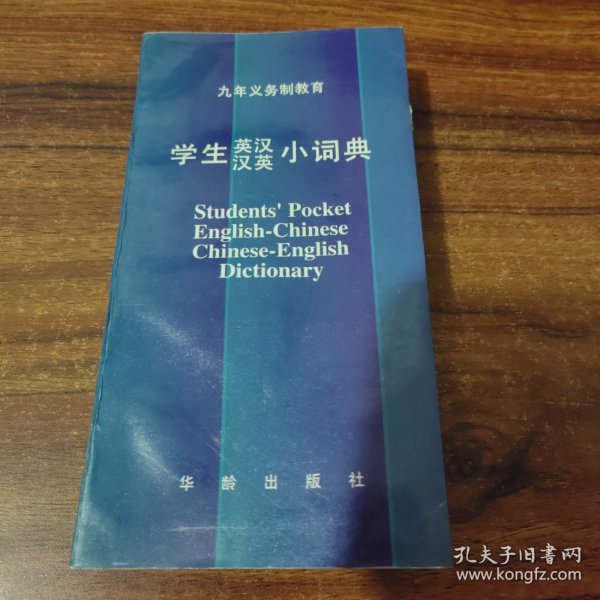 九年义务制教育
学生英汉汉英小词典
Students' Pocket
English-Chinese
Chinese-English
Dictionary
华龄出版社
孔夫子旧书网
www.kongfz.com